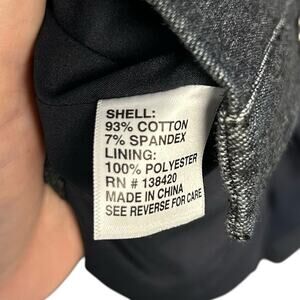 SHELL:
93% COTTON
7% SPANDEX
LINING:
100% POLYESTER
RN # 138420
MADE IN CHINA
SEE REVERSE FOR CARE